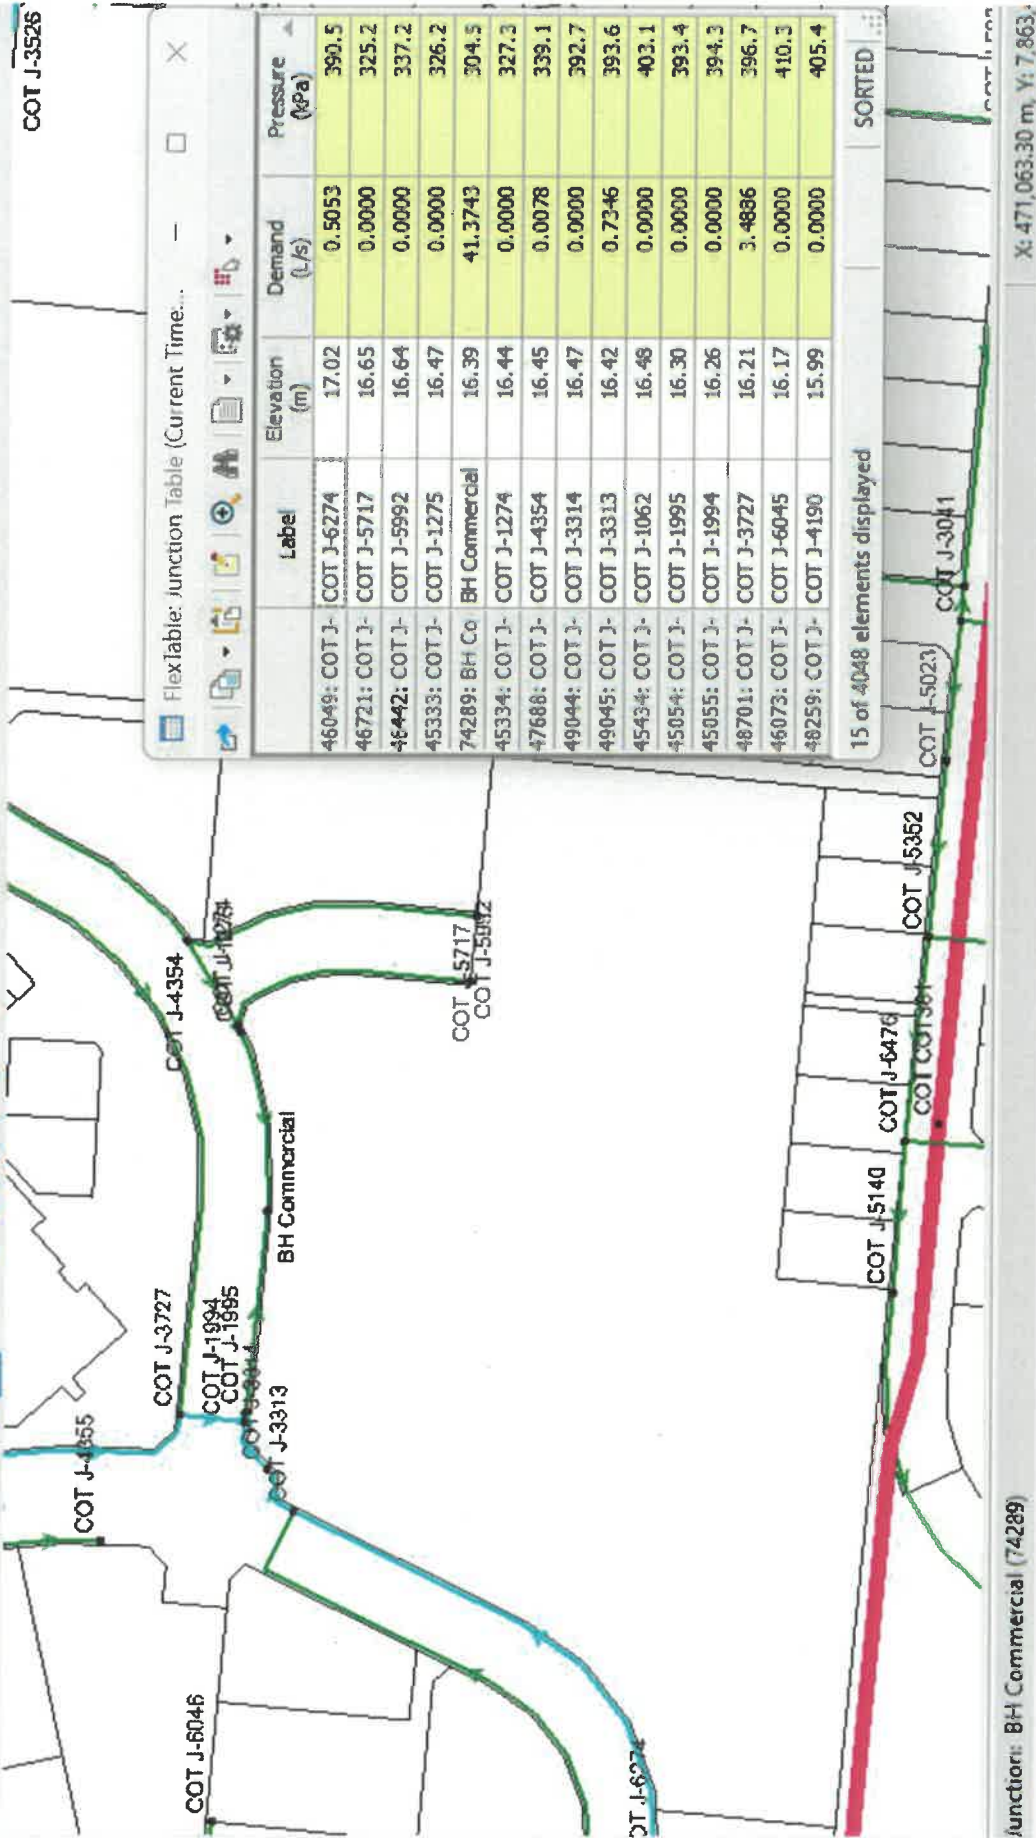 COT J-3526
FlexTable: Junction Table (Current Time:...
Label Elevation (m) Demand (L/s) Pressure (kPa)
46049: COT J- COT J-6274 17.02 0.5053 390.5
46721: COT J- COT J-5717 16.65 0.0000 325.2
46442: COT J- COT J-5992 16.64 0.0000 337.2
45333: COT J- COT J-1275 16.47 0.0000 326.2
74289: BH Co BH Commercial 16.39 41.3743 304.5
45334: COT J- COT J-1274 16.44 0.0000 327.3
47688: COT J- COT J-4354 16.45 0.0078 339.1
49044: COT J- COT J-3314 16.47 0.0000 392.7
49045: COT J- COT J-3313 16.42 0.7346 393.6
45434: COT J- COT J-1062 16.48 0.0000 403.1
45054: COT J- COT J-1995 16.30 0.0000 393.4
45055: COT J- COT J-1994 16.26 0.0000 394.3
48701: COT J- COT J-3727 16.21 3.4886 396.7
46073: COT J- COT J-6045 16.17 0.0000 410.3
48259: COT J- COT J-4190 15.99 0.0000 405.4
15 of 4048 elements displayed SORTED
COT J-4355
COT J-3727
COT J-4354
COT J-1994
COT J-1995
COT J-3314
COT J-3313
BH Commercial
COT J-5717
COT J-5992
COT J-6046
OT J-6274
COT J-5140
COT J-6476
COT J-5352
COT J-5023
COT J-3041
unction: BH Commercial (74289)
X: 471,063.30 m, Y: 7,863,